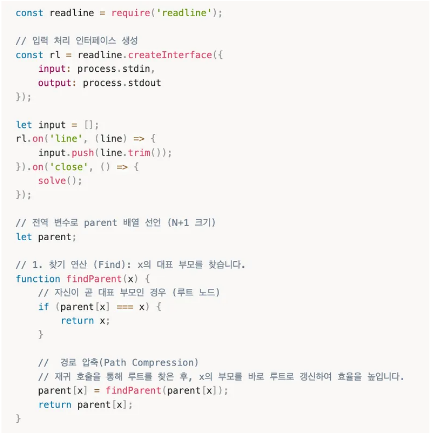 const readline = require('readline');

// 입력 처리 인터페이스 생성
const rl = readline.createInterface({
    input: process.stdin,
    output: process.stdout
});

let input = [];
rl.on('line', (line) => {
    input.push(line.trim());
}).on('close', () => {
    solve();
});

// 전역 변수로 parent 배열 선언 (N+1 크기)
let parent;

// 1. 찾기 연산 (Find): x의 대표 부모를 찾습니다.
function findParent(x) {
    // 자신이 곧 대표 부모인 경우 (루트 노드)
    if (parent[x] === x) {
        return x;
    }

    //  경로 압축(Path Compression)
    // 재귀 호출을 통해 루트를 찾은 후, x의 부모를 바로 루트로 갱신하여 효율을 높입니다.
    parent[x] = findParent(parent[x]);
    return parent[x];
}